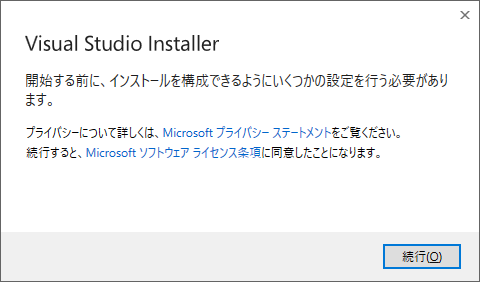 Visual Studio Installer
開始する前に、インストールを構成できるようにいくつかの設定を行う必要があり
ます。
プライバシーについて詳しくは、Microsoft プライバシー ステートメントをご覧ください。
続行すると、Microsoft ソフトウェア ライセンス条項に同意したことになります。
続行(O)